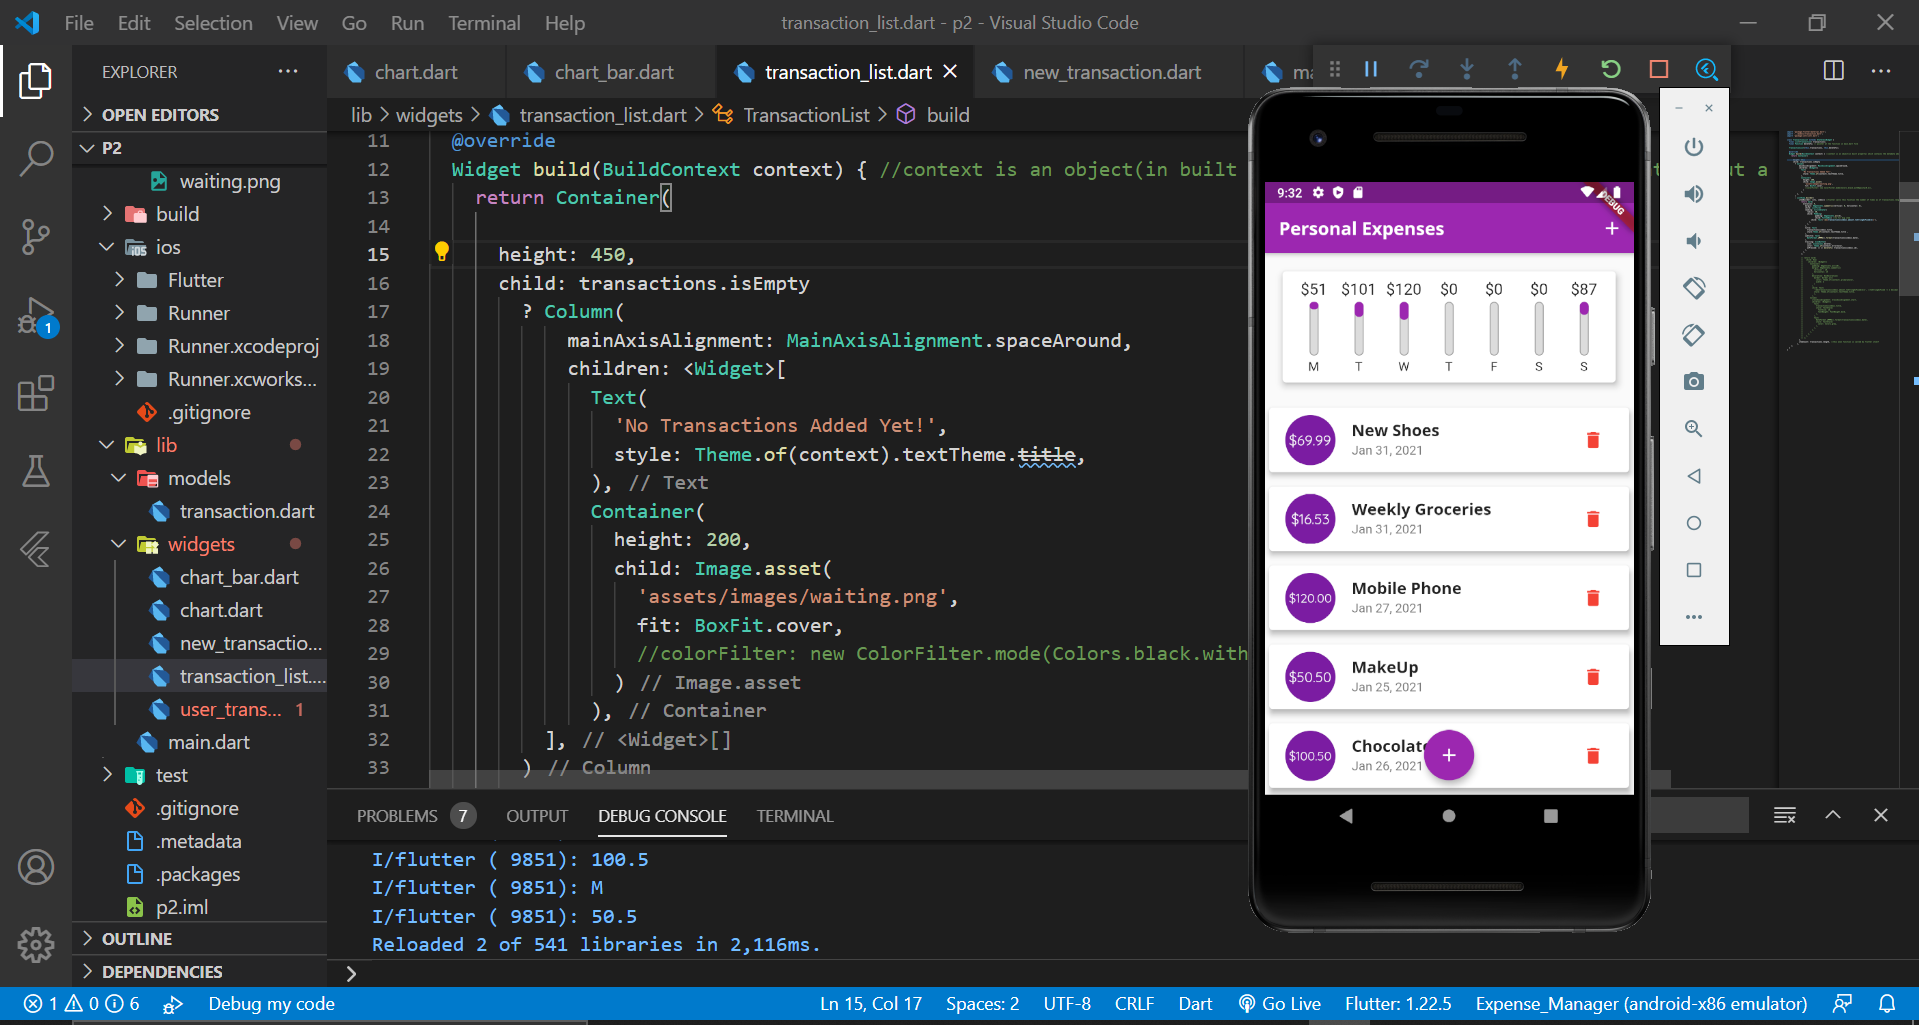 File Edit Selection View Go Run Terminal Help
transaction_list.dart - p2 - Visual Studio Code
EXPLORER
OPEN EDITORS
P2
waiting.png
build
ios
Flutter
Runner
Runner.xcodeproj
Runner.xcworks...
.gitignore
lib
models
transaction.dart
widgets
chart_bar.dart
chart.dart
new_transactio...
transaction_list....
user_trans... 1
main.dart
test
.gitignore
.metadata
.packages
p2.iml
OUTLINE
DEPENDENCIES
1
chart.dart chart_bar.dart transaction_list.dart new_transaction.dart
lib > widgets > transaction_list.dart > TransactionList > build
11 @override
12 Widget build(BuildContext context) { //context is an object(in built
13 return Container(
14
15 height: 450,
16 child: transactions.isEmpty
17 ? Column(
18 mainAxisAlignment: MainAxisAlignment.spaceAround,
19 children: <Widget>[
20 Text(
21 'No Transactions Added Yet!',
22 style: Theme.of(context).textTheme.title,
23 ), // Text
24 Container(
25 height: 200,
26 child: Image.asset(
27 'assets/images/waiting.png',
28 fit: BoxFit.cover,
29 //colorFilter: new ColorFilter.mode(Colors.black.with
30 ) // Image.asset
31 ), // Container
32 ], // <Widget>[]
33 ) // Column
PROBLEMS 7 OUTPUT DEBUG CONSOLE TERMINAL
I/flutter ( 9851): 100.5
I/flutter ( 9851): M
I/flutter ( 9851): 50.5
Reloaded 2 of 541 libraries in 2,116ms.
9:32
DEBUG
Personal Expenses
$51 $101 $120 $0 $0 $0 $87
M T W T F S S
$69.99 New Shoes
Jan 31, 2021
$16.53 Weekly Groceries
Jan 31, 2021
$120.00 Mobile Phone
Jan 27, 2021
$50.50 MakeUp
Jan 25, 2021
$100.50 Chocolate
Jan 26, 2021
1 0 6 Debug my code Ln 15, Col 17 Spaces: 2 UTF-8 CRLF Dart Go Live Flutter: 1.22.5 Expense_Manager (android-x86 emulator)